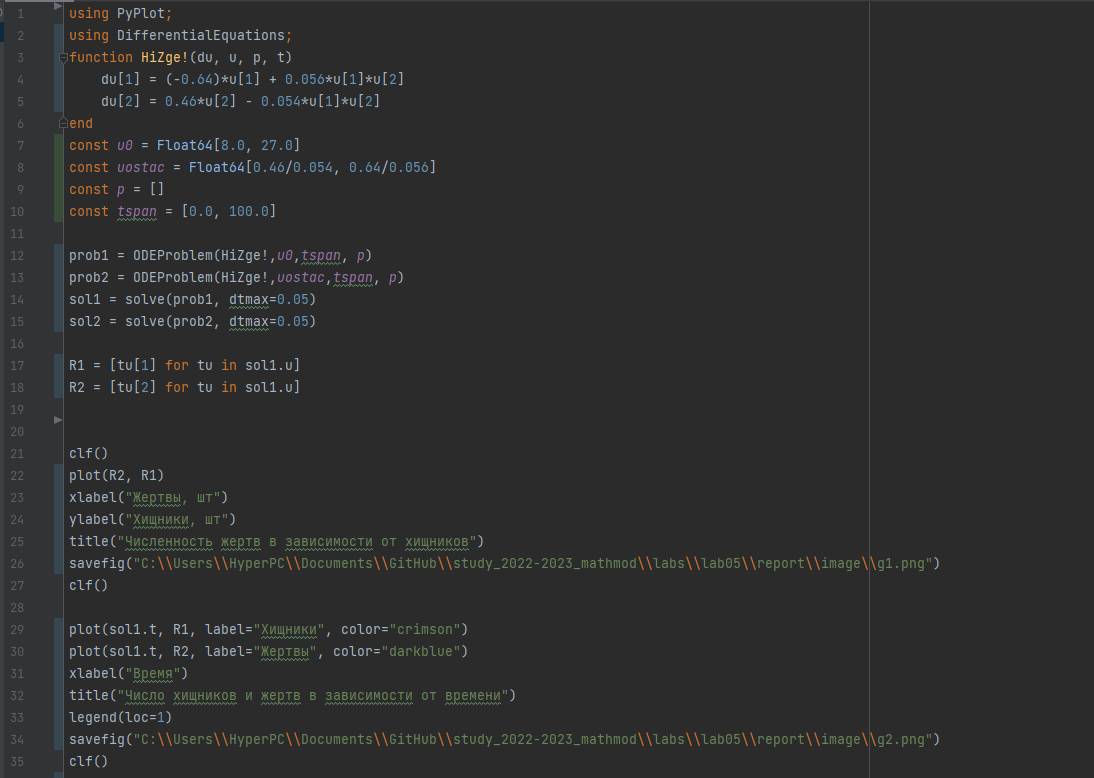 1 using PyPlot;
2 using DifferentialEquations;
3 function HiZge!(du, u, p, t)
4     du[1] = (-0.64)*u[1] + 0.056*u[1]*u[2]
5     du[2] = 0.46*u[2] - 0.054*u[1]*u[2]
6 end
7 const u0 = Float64[8.0, 27.0]
8 const uostac = Float64[0.46/0.054, 0.64/0.056]
9 const p = []
10 const tspan = [0.0, 100.0]
11
12 prob1 = ODEProblem(HiZge!,u0,tspan, p)
13 prob2 = ODEProblem(HiZge!,uostac,tspan, p)
14 sol1 = solve(prob1, dtmax=0.05)
15 sol2 = solve(prob2, dtmax=0.05)
16
17 R1 = [tu[1] for tu in sol1.u]
18 R2 = [tu[2] for tu in sol1.u]
19
20
21 clf()
22 plot(R2, R1)
23 xlabel("Жертвы, шт")
24 ylabel("Хищники, шт")
25 title("Численность жертв в зависимости от хищников")
26 savefig("C:\\Users\\HyperPC\\Documents\\GitHub\\study_2022-2023_mathmod\\labs\\lab05\\report\\image\\g1.png")
27 clf()
28
29 plot(sol1.t, R1, label="Хищники", color="crimson")
30 plot(sol1.t, R2, label="Жертвы", color="darkblue")
31 xlabel("Время")
32 title("Число хищников и жертв в зависимости от времени")
33 legend(loc=1)
34 savefig("C:\\Users\\HyperPC\\Documents\\GitHub\\study_2022-2023_mathmod\\labs\\lab05\\report\\image\\g2.png")
35 clf()